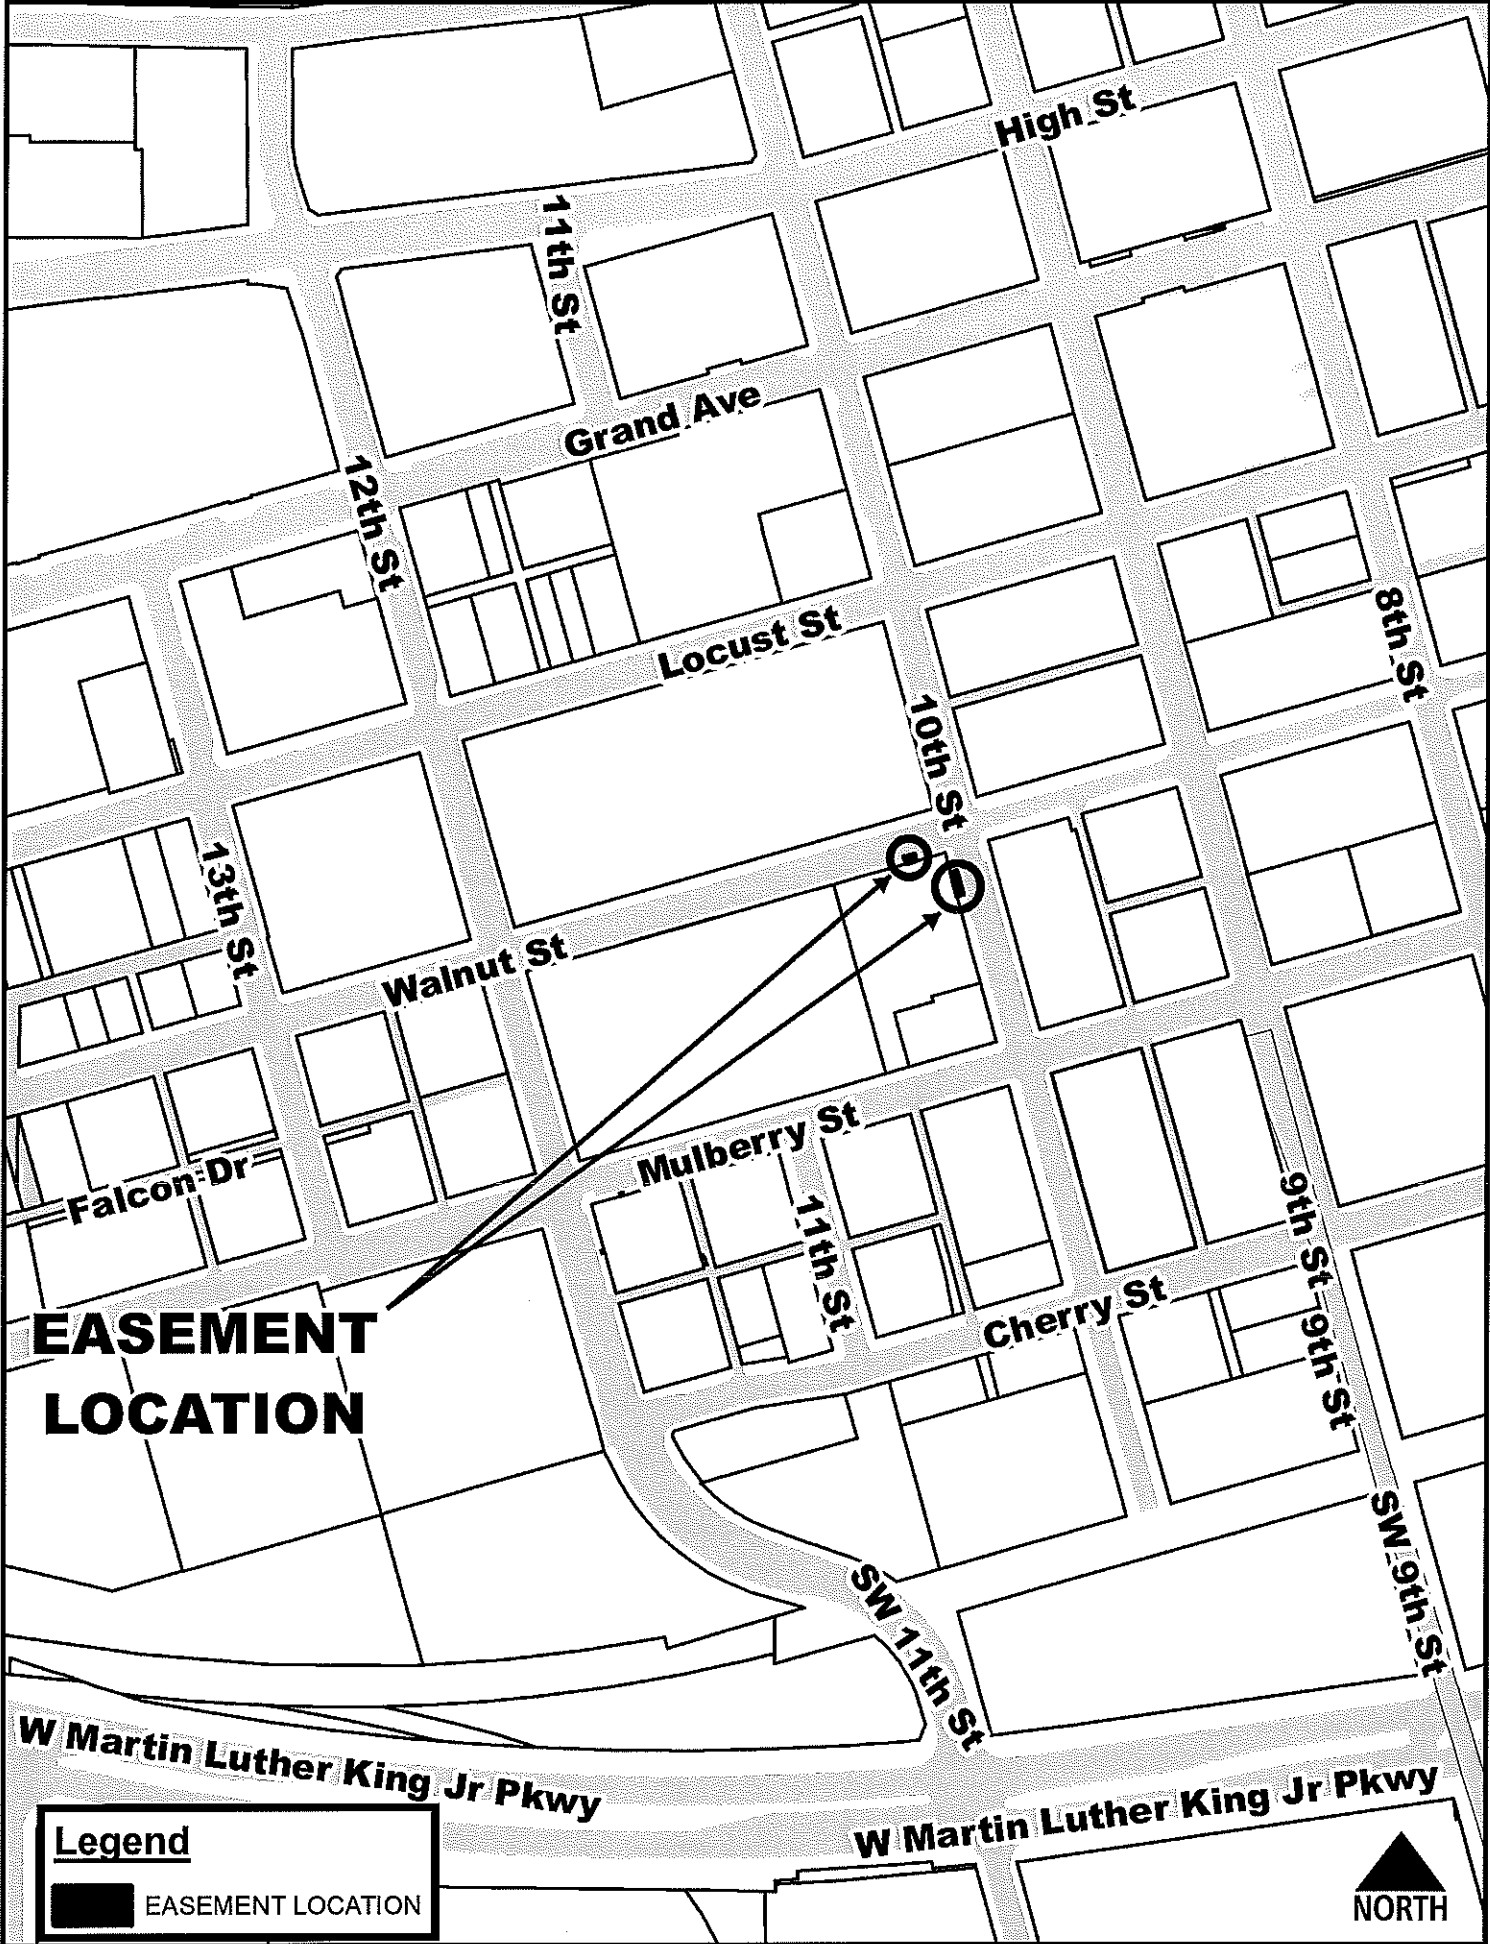 High St
11th St
Grand Ave
12th St
8th St
Locust St
10th St
13th St
Walnut St
Mulberry St
Falcon Dr
9th St
11th St
Cherry St
EASEMENT
LOCATION
9th St
SW 9th St
SW 11th St
W Martin Luther King Jr Pkwy
W Martin Luther King Jr Pkwy
Legend
EASEMENT LOCATION
NORTH